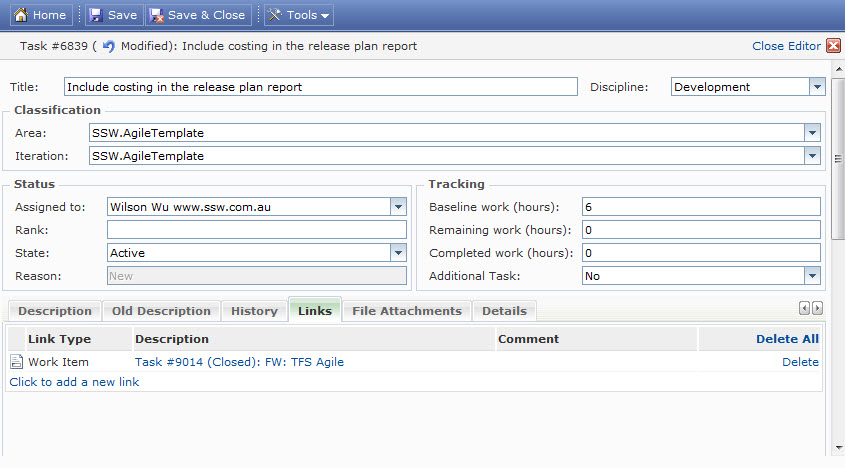 Home Save Save & Close Tools
Task #6839 ( Modified): Include costing in the release plan report Close Editor
Title: Include costing in the release plan report Discipline: Development
Classification
Area: SSW.AgileTemplate
Iteration: SSW.AgileTemplate
Status
Assigned to: Wilson Wu www.ssw.com.au
Rank:
State: Active
Reason: New
Tracking
Baseline work (hours): 6
Remaining work (hours): 0
Completed work (hours): 0
Additional Task: No
Description Old Description History Links File Attachments Details
Link Type Description Comment Delete All
Work Item Task #9014 (Closed): FW: TFS Agile Delete
Click to add a new link